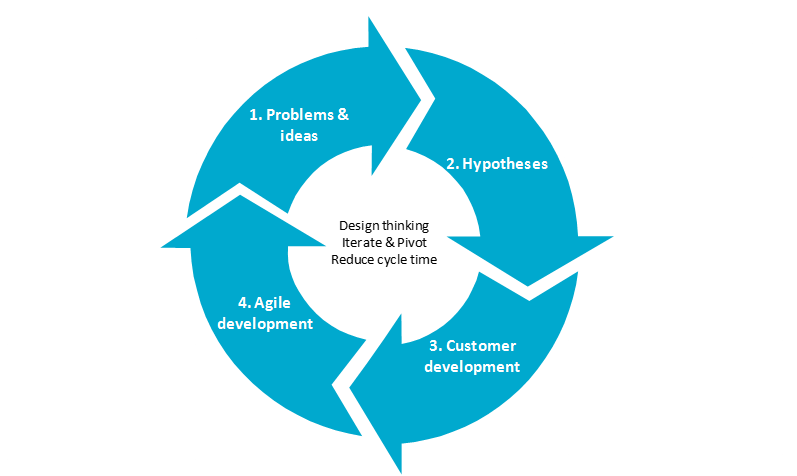 1. Problems &
ideas
2. Hypotheses
Design thinking
Iterate & Pivot
Reduce cycle time
3. Customer
development
4. Agile
development